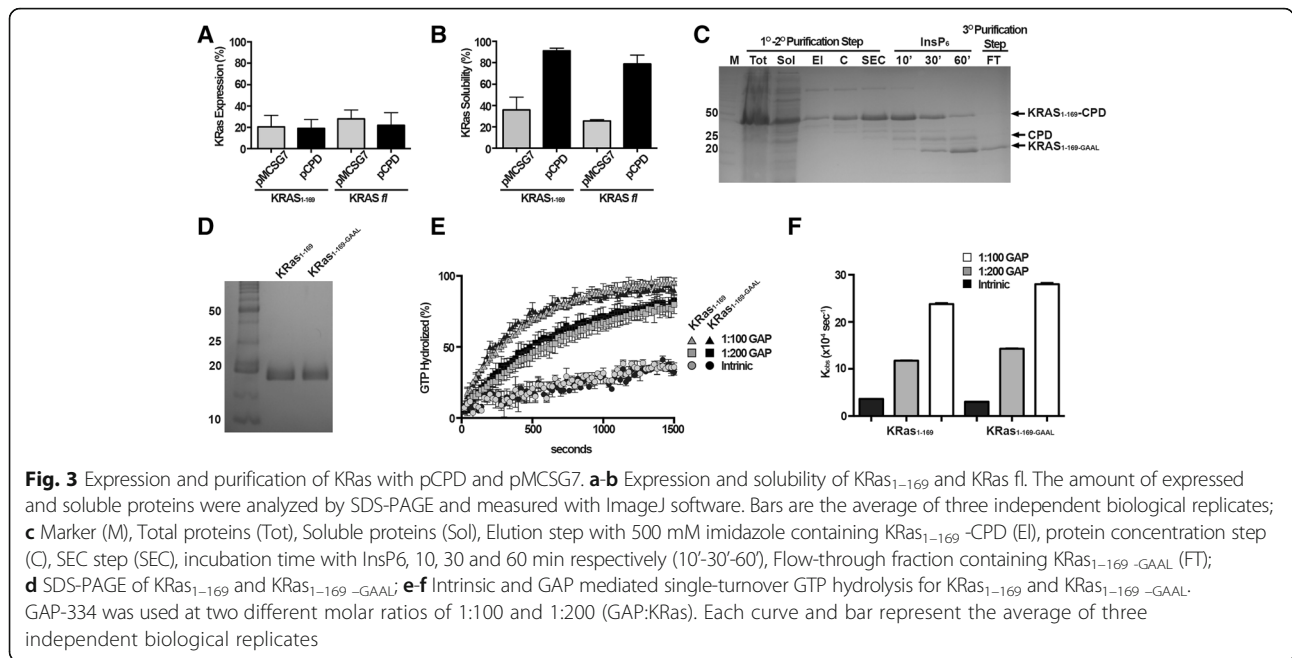 A
KRas Expression (%)
100
80
60
40
20
0
pMCSG7
pCPD
pMCSG7
pCPD
KRAS1-169
KRAS fl
B
KRas Solubility (%)
100
80
60
40
20
0
pMCSG7
pCPD
pMCSG7
pCPD
KRAS1-169
KRAS fl
C
1º-2º Purification Step
InsP6
3º Purification Step
M Tot Sol El C SEC 10' 30' 60' FT
50
25
20
KRAS1-169-CPD
CPD
KRAS1-169-GAAL
D
KRas1-169
KRas1-169-GAAL
50
25
20
10
E
GTP Hydrolized (%)
100
50
0
0 500 1000 1500
seconds
KRas1-169
KRas1-169-GAAL
1:100 GAP
1:200 GAP
Intrinsic
F
1:100 GAP
1:200 GAP
Intrinsic
Kobs (x10-4 sec-1)
30
20
10
0
KRas1-169
KRas1-169-GAAL
Fig. 3 Expression and purification of KRas with pCPD and pMCSG7. a-b Expression and solubility of KRas1–169 and KRas fl. The amount of expressed
and soluble proteins were analyzed by SDS-PAGE and measured with ImageJ software. Bars are the average of three independent biological replicates;
c Marker (M), Total proteins (Tot), Soluble proteins (Sol), Elution step with 500 mM imidazole containing KRas1–169 -CPD (El), protein concentration step
(C), SEC step (SEC), incubation time with InsP6, 10, 30 and 60 min respectively (10′-30′-60′), Flow-through fraction containing KRas1–169 -GAAL (FT);
d SDS-PAGE of KRas1–169 and KRas1–169 –GAAL; e-f Intrinsic and GAP mediated single-turnover GTP hydrolysis for KRas1–169 and KRas1–169 –GAAL.
GAP-334 was used at two different molar ratios of 1:100 and 1:200 (GAP:KRas). Each curve and bar represent the average of three
independent biological replicates